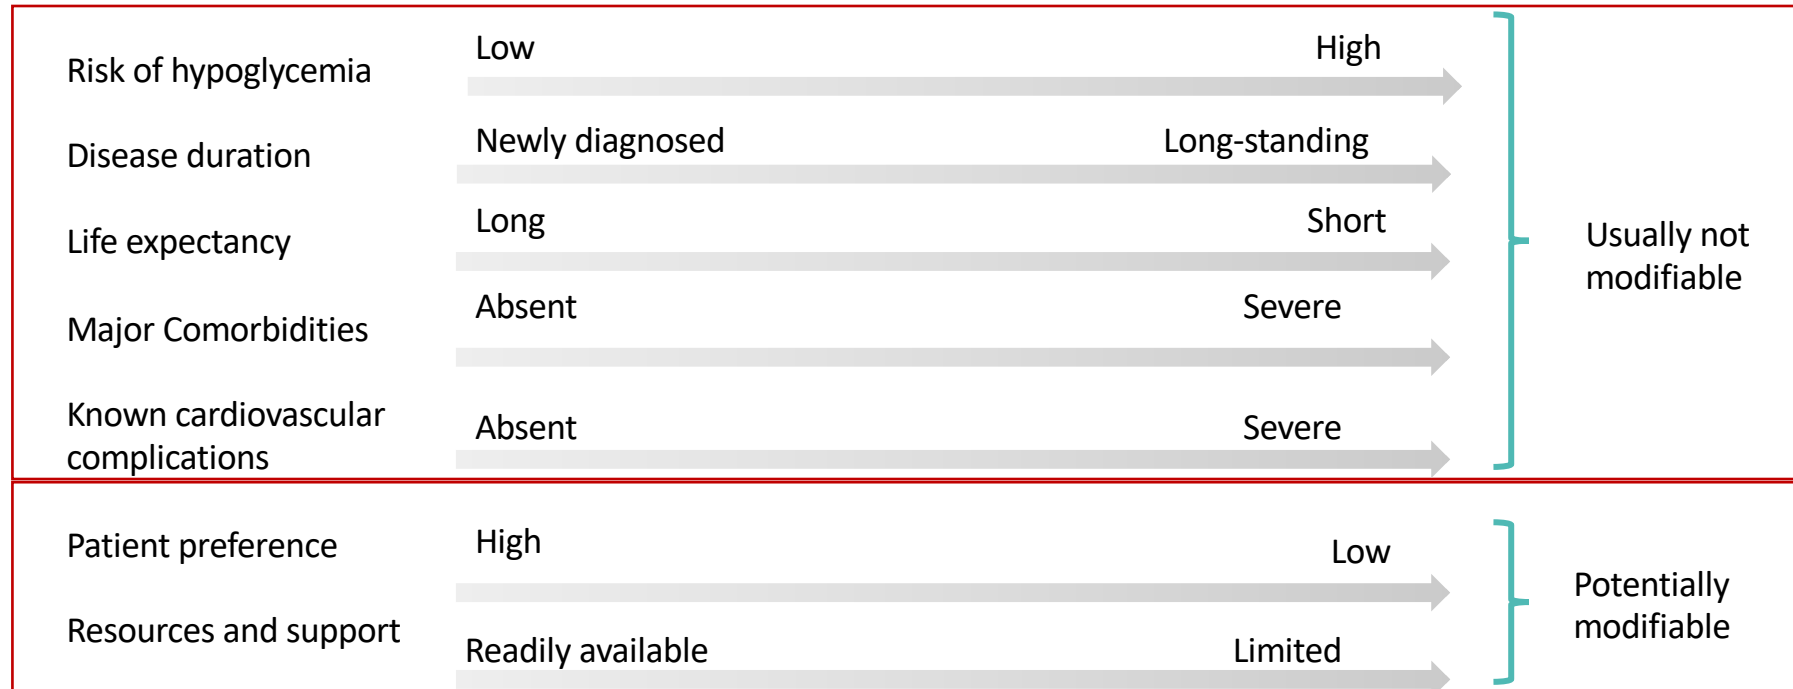 Risk of hypoglycemia
Low
High
Disease duration
Newly diagnosed
Long-standing
Life expectancy
Long
Short
Major Comorbidities
Absent
Severe
Known cardiovascular
complications
Absent
Severe
Usually not
modifiable
Patient preference
High
Low
Resources and support
Readily available
Limited
Potentially
modifiable